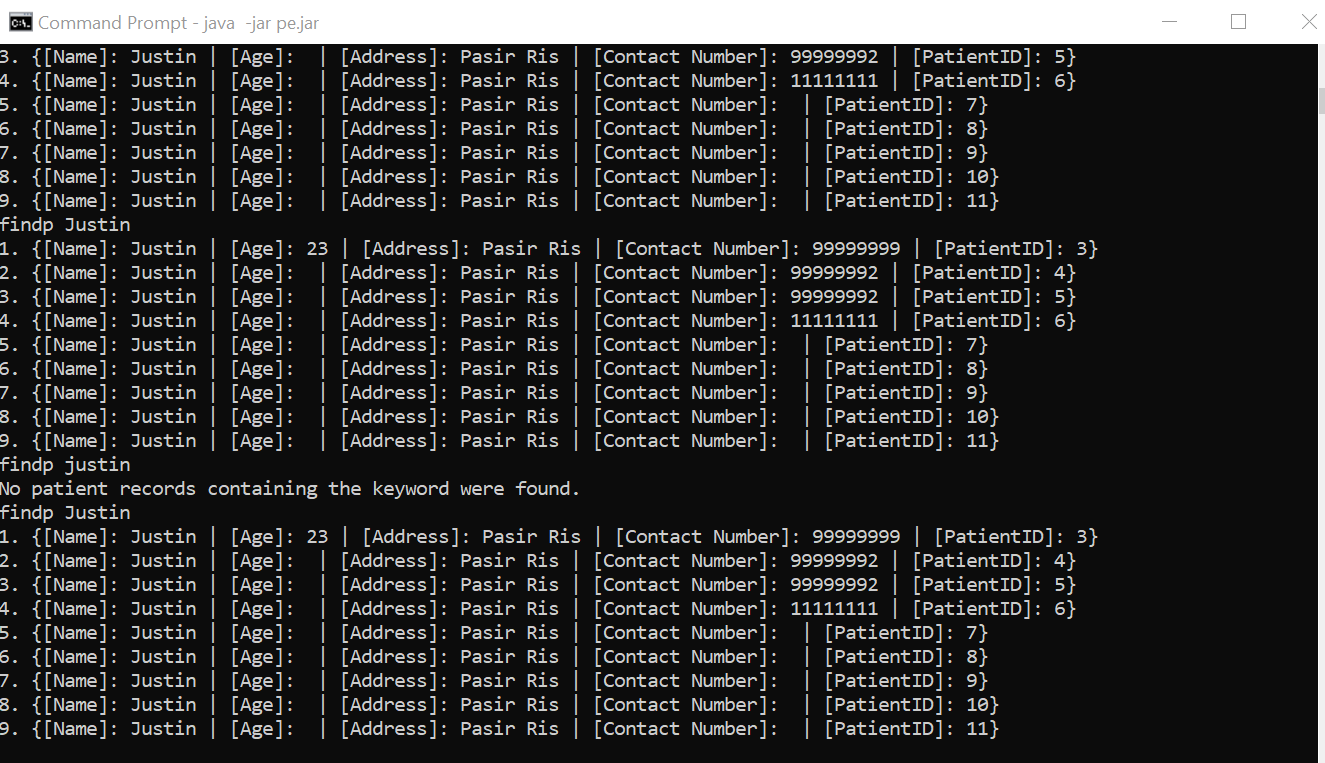 Command Prompt - java  -jar pe.jar
3. {[Name]: Justin | [Age]:  | [Address]: Pasir Ris | [Contact Number]: 99999992 | [PatientID]: 5}
4. {[Name]: Justin | [Age]:  | [Address]: Pasir Ris | [Contact Number]: 11111111 | [PatientID]: 6}
5. {[Name]: Justin | [Age]:  | [Address]: Pasir Ris | [Contact Number]:  | [PatientID]: 7}
6. {[Name]: Justin | [Age]:  | [Address]: Pasir Ris | [Contact Number]:  | [PatientID]: 8}
7. {[Name]: Justin | [Age]:  | [Address]: Pasir Ris | [Contact Number]:  | [PatientID]: 9}
8. {[Name]: Justin | [Age]:  | [Address]: Pasir Ris | [Contact Number]:  | [PatientID]: 10}
9. {[Name]: Justin | [Age]:  | [Address]: Pasir Ris | [Contact Number]:  | [PatientID]: 11}
findp Justin
1. {[Name]: Justin | [Age]: 23 | [Address]: Pasir Ris | [Contact Number]: 99999999 | [PatientID]: 3}
2. {[Name]: Justin | [Age]:  | [Address]: Pasir Ris | [Contact Number]: 99999992 | [PatientID]: 4}
3. {[Name]: Justin | [Age]:  | [Address]: Pasir Ris | [Contact Number]: 99999992 | [PatientID]: 5}
4. {[Name]: Justin | [Age]:  | [Address]: Pasir Ris | [Contact Number]: 11111111 | [PatientID]: 6}
5. {[Name]: Justin | [Age]:  | [Address]: Pasir Ris | [Contact Number]:  | [PatientID]: 7}
6. {[Name]: Justin | [Age]:  | [Address]: Pasir Ris | [Contact Number]:  | [PatientID]: 8}
7. {[Name]: Justin | [Age]:  | [Address]: Pasir Ris | [Contact Number]:  | [PatientID]: 9}
8. {[Name]: Justin | [Age]:  | [Address]: Pasir Ris | [Contact Number]:  | [PatientID]: 10}
9. {[Name]: Justin | [Age]:  | [Address]: Pasir Ris | [Contact Number]:  | [PatientID]: 11}
findp justin
No patient records containing the keyword were found.
findp Justin
1. {[Name]: Justin | [Age]: 23 | [Address]: Pasir Ris | [Contact Number]: 99999999 | [PatientID]: 3}
2. {[Name]: Justin | [Age]:  | [Address]: Pasir Ris | [Contact Number]: 99999992 | [PatientID]: 4}
3. {[Name]: Justin | [Age]:  | [Address]: Pasir Ris | [Contact Number]: 99999992 | [PatientID]: 5}
4. {[Name]: Justin | [Age]:  | [Address]: Pasir Ris | [Contact Number]: 11111111 | [PatientID]: 6}
5. {[Name]: Justin | [Age]:  | [Address]: Pasir Ris | [Contact Number]:  | [PatientID]: 7}
6. {[Name]: Justin | [Age]:  | [Address]: Pasir Ris | [Contact Number]:  | [PatientID]: 8}
7. {[Name]: Justin | [Age]:  | [Address]: Pasir Ris | [Contact Number]:  | [PatientID]: 9}
8. {[Name]: Justin | [Age]:  | [Address]: Pasir Ris | [Contact Number]:  | [PatientID]: 10}
9. {[Name]: Justin | [Age]:  | [Address]: Pasir Ris | [Contact Number]:  | [PatientID]: 11}